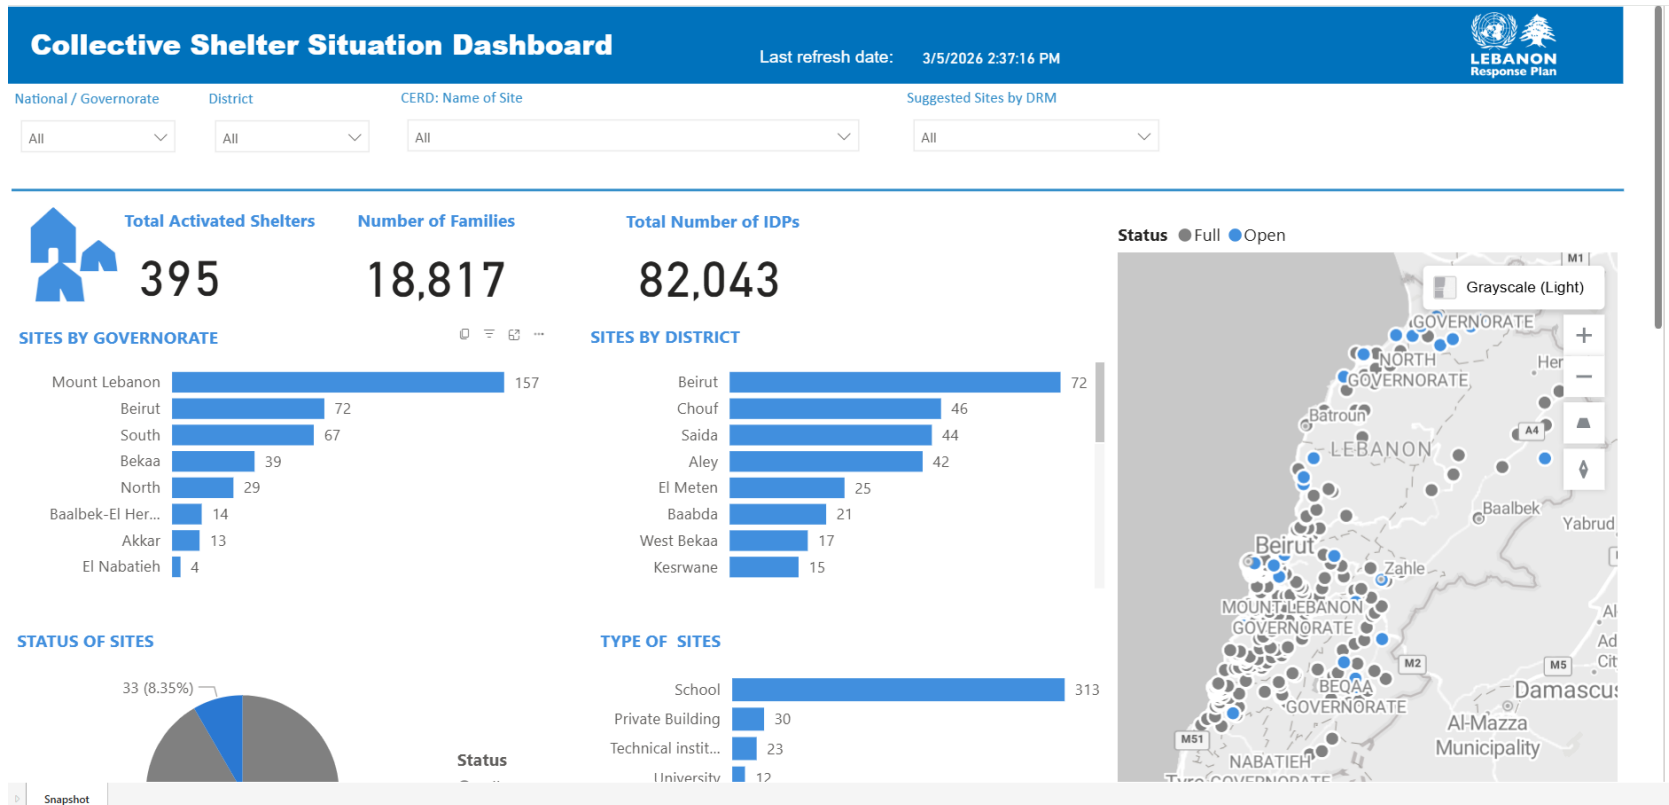 Collective Shelter Situation Dashboard
Last refresh date: 3/5/2026 2:37:16 PM
LEBANON
Response Plan
National / Governorate
District
CERD: Name of Site
Suggested Sites by DRM
All
All
All
All
Total Activated Shelters
Number of Families
Total Number of IDPs
395
18,817
82,043
SITES BY GOVERNORATE
Mount Lebanon 157
Beirut 72
South 67
Bekaa 39
North 29
Baalbek-El Her... 14
Akkar 13
El Nabatieh 4
SITES BY DISTRICT
Beirut 72
Chouf 46
Saida 44
Aley 42
El Meten 25
Baabda 21
West Bekaa 17
Kesrwane 15
STATUS OF SITES
33 (8.35%)
Status
TYPE OF SITES
School 313
Private Building 30
Technical instit... 23
University 12
Status Full Open
M1
Grayscale (Light)
GOVERNORATE
NORTH
GOVERNORATE
Her
Batroun
A4
LEBANON
Baalbek
Yabrud
Beirut
Zahle
MOUNT LEBANON
GOVERNORATE
Al
Ad
Cit
M2
M5
BEQAA
GOVERNORATE
Damascus
Al-Mazza
Municipality
M51
NABATIEH
GOVERNORATE
Tyre
Snapshot